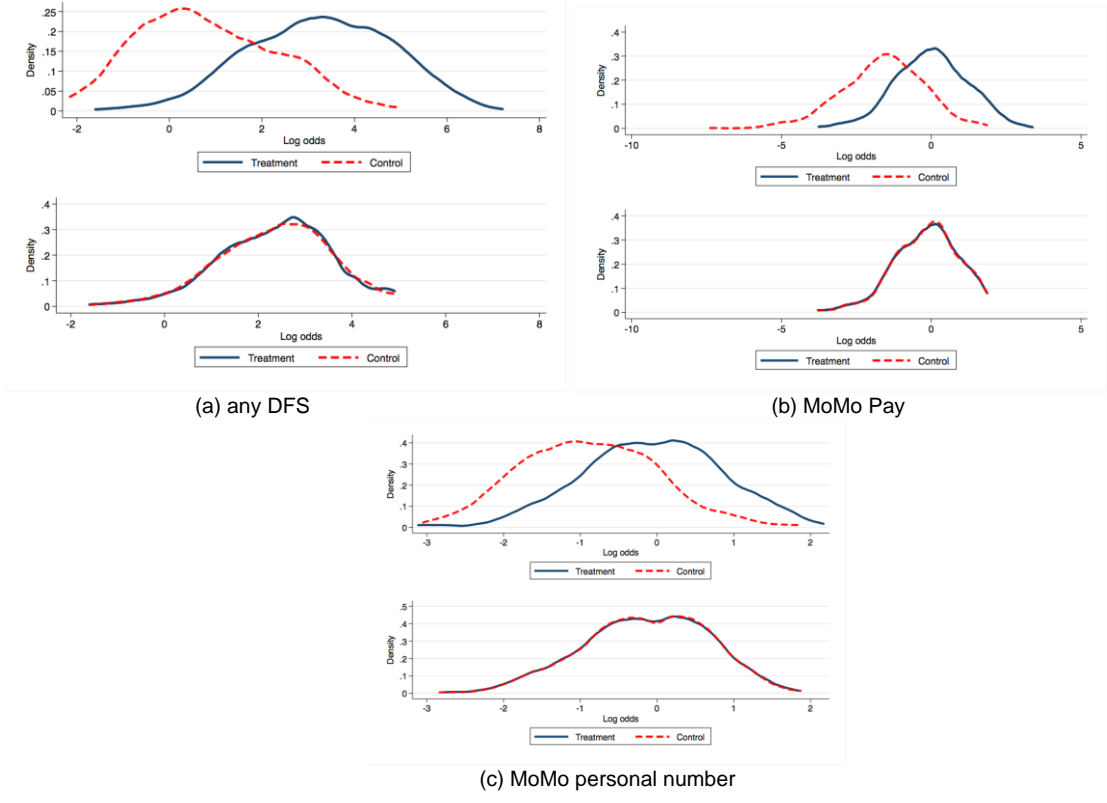 .25
.2
.15
.1
.05
0
Density
-2 0 2 4 6 8
Log odds
Treatment Control
.4
.3
.2
.1
0
Density
-2 0 2 4 6 8
Log odds
Treatment Control
(a) any DFS
.4
.3
.2
.1
0
Density
-10 -5 0 5
Log odds
Treatment Control
.4
.3
.2
.1
0
Density
-10 -5 0 5
Log odds
Treatment Control
(b) MoMo Pay
.4
.3
.2
.1
0
Density
-3 -2 -1 0 1 2
Log odds
Treatment Control
.5
.4
.3
.2
.1
0
Density
-3 -2 -1 0 1 2
Log odds
Treatment Control
(c) MoMo personal number